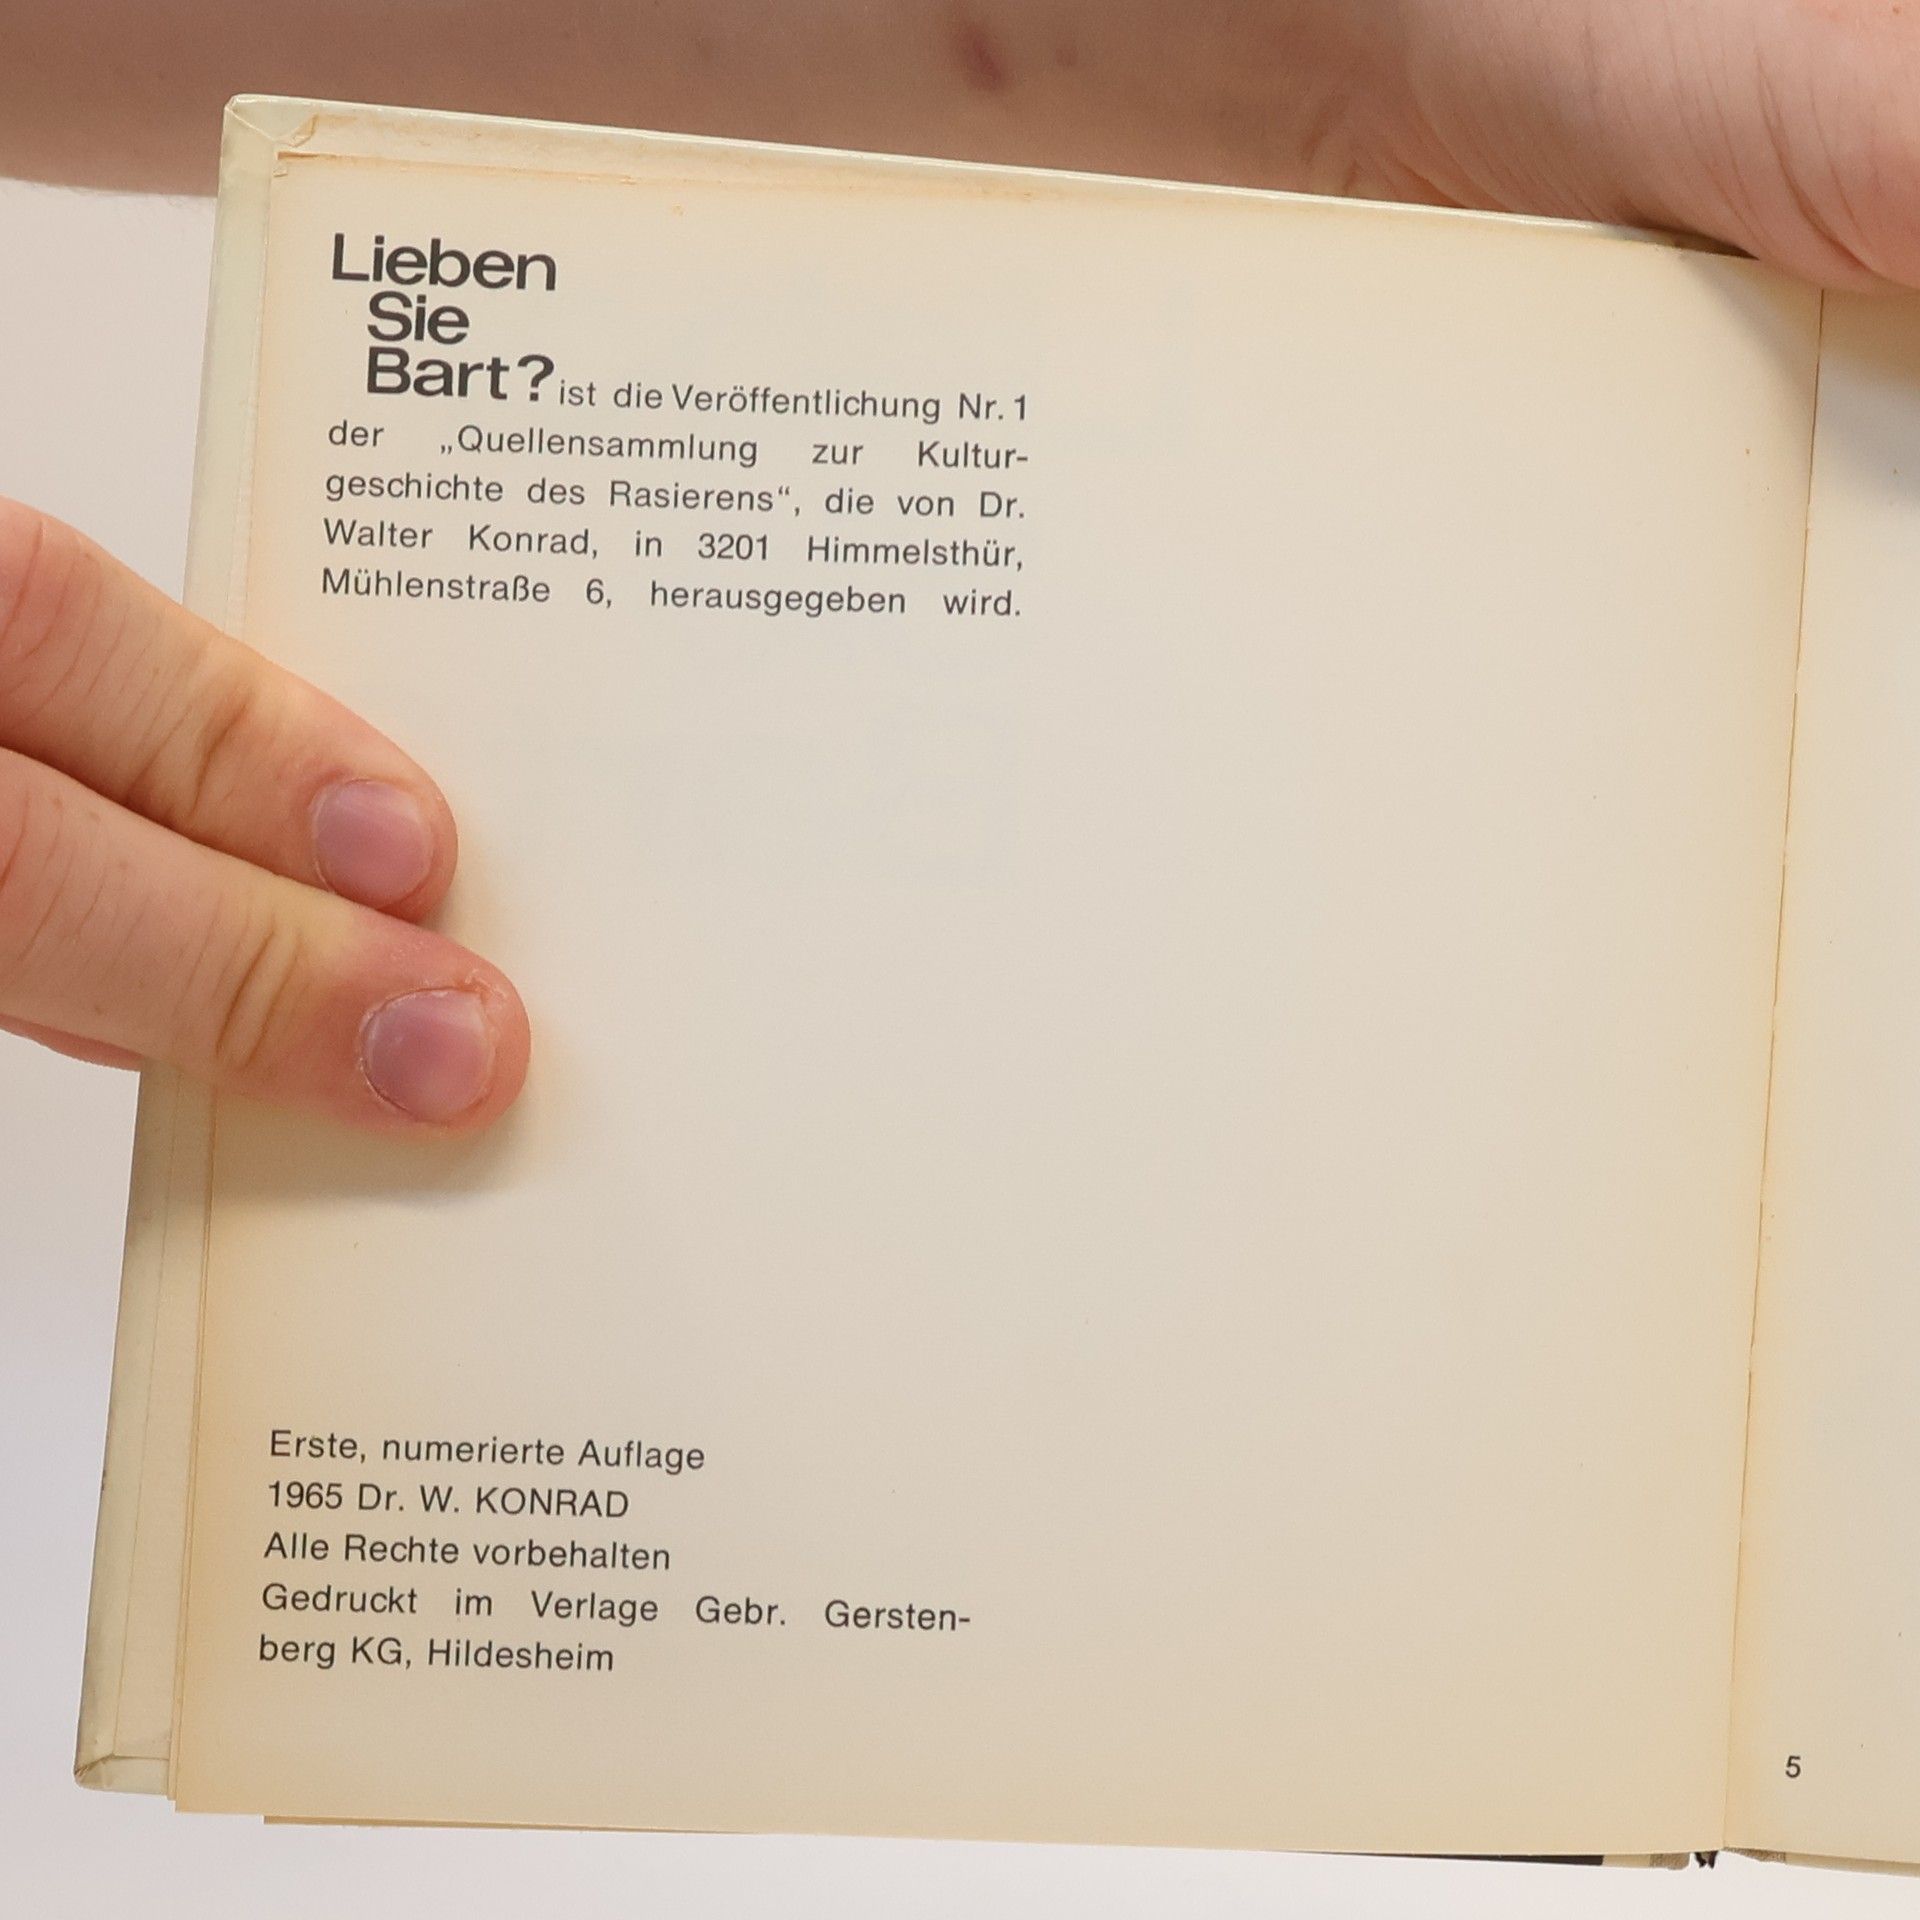 Lieben
Sie
Bart? ist die Veröffentlichung Nr. 1
der „Quellensammlung zur Kultur-
geschichte des Rasierens“, die von Dr.
Walter Konrad, in 3201 Himmelsthür,
Mühlenstraße 6, herausgegeben wird.
Erste, numerierte Auflage
1965 Dr. W. KONRAD
Alle Rechte vorbehalten
Gedruckt im Verlage Gebr. Gersten-
berg KG, Hildesheim
5